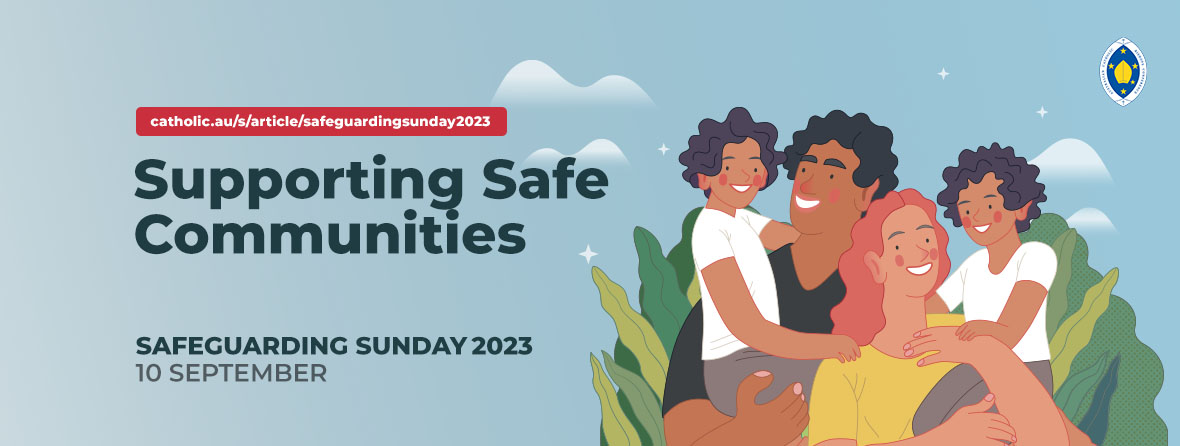 catholic.au/s/article/safeguardingsunday2023
Supporting Safe
Communities
SAFEGUARDING SUNDAY 2023
10 SEPTEMBER